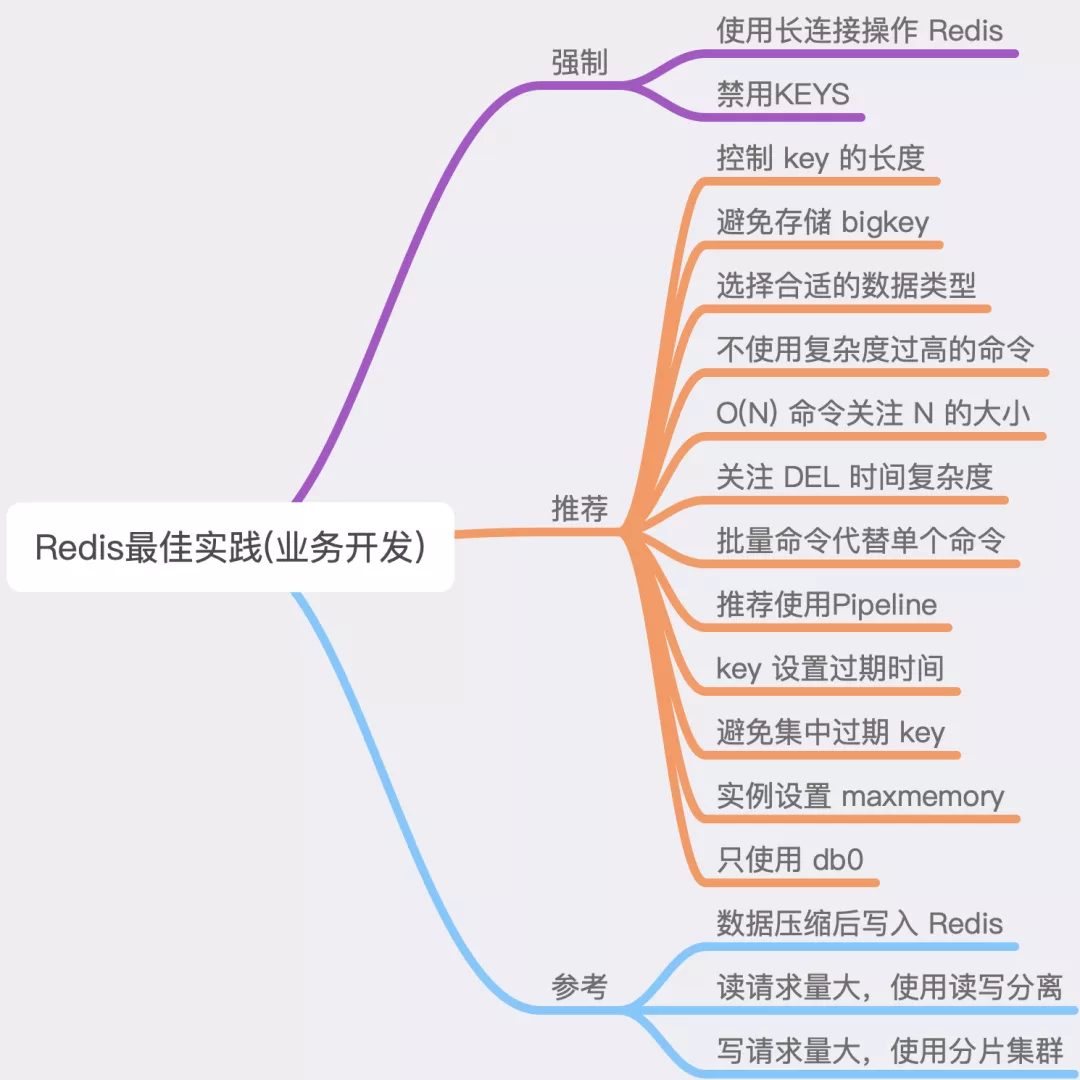 Redis最佳实践(业务开发)
强制
使用长连接操作 Redis
禁用KEYS
推荐
控制 key 的长度
避免存储 bigkey
选择合适的数据类型
不使用复杂度过高的命令
O(N) 命令关注 N 的大小
关注 DEL 时间复杂度
批量命令代替单个命令
推荐使用Pipeline
key 设置过期时间
避免集中过期 key
实例设置 maxmemory
只使用 db0
参考
数据压缩后写入 Redis
读请求量大，使用读写分离
写请求量大，使用分片集群